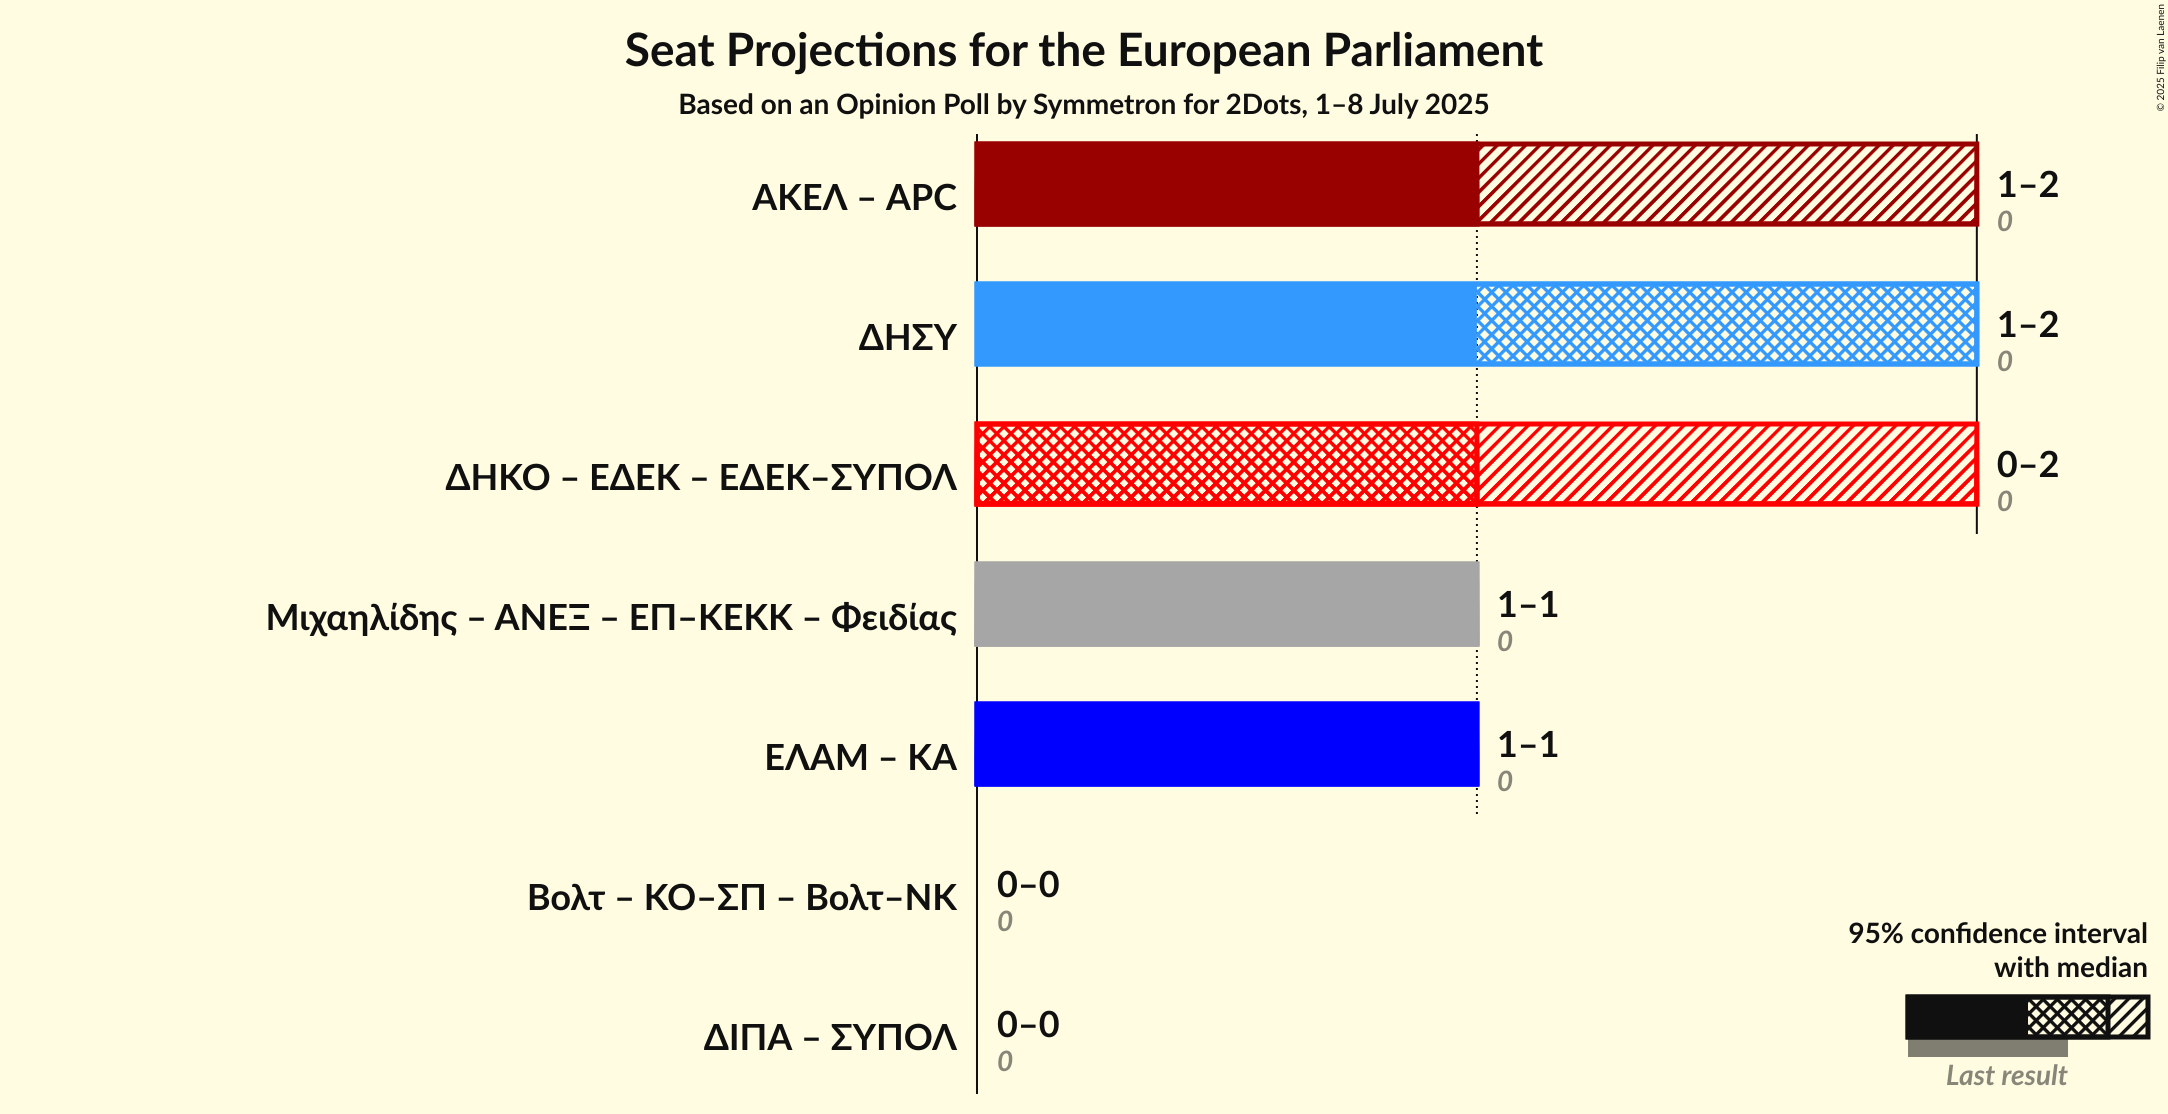 Seat Projections for the European Parliament
Based on an Opinion Poll by Symmetron for 2Dots, 1–8 July 2025
© 2025 Filip van Laenen
ΑΚΕΛ – APC
1–2
0
ΔΗΣΥ
1–2
0
ΔΗΚΟ – ΕΔΕΚ – ΕΔΕΚ–ΣΥΠΟΛ
0–2
0
Μιχαηλίδης – ΑΝΕΞ – ΕΠ–ΚΕΚΚ – Φειδίας
1–1
0
ΕΛΑΜ – ΚΑ
1–1
0
Βολτ – ΚΟ–ΣΠ – Βολτ–ΝΚ
0–0
0
ΔΙΠΑ – ΣΥΠΟΛ
0–0
0
95% confidence interval
with median
Last result